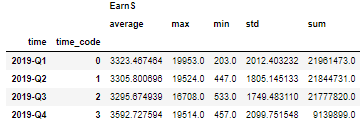 Earn$
average max min std sum
time time_code
2019-Q1 0 3323.467464 19953.0 203.0 2012.403232 21961473.0
2019-Q2 1 3305.800696 19524.0 447.0 1805.145133 21844731.0
2019-Q3 2 3295.674939 16708.0 533.0 1749.483110 21777820.0
2019-Q4 3 3592.727594 19514.0 457.0 2099.751548 9139899.0